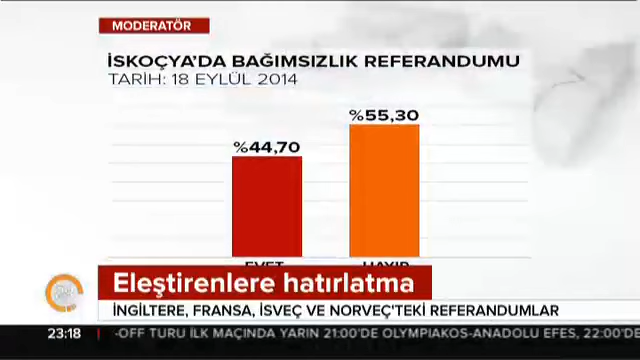 MODERATÖR
İSKOÇYA'DA BAĞIMSIZLIK REFERANDUMU
TARİH: 18 EYLÜL 2014
%44,70
%55,30
EVET
HAYIR
Eleştirenlere hatırlatma
İNGİLTERE, FRANSA, İSVEÇ VE NORVEÇ'TEKİ REFERANDUMLAR
23:18
-OFF TURU İLK MAÇINDA YARIN 21:00'DE OLYMPIAKOS-ANADOLU EFES, 22:00'DE